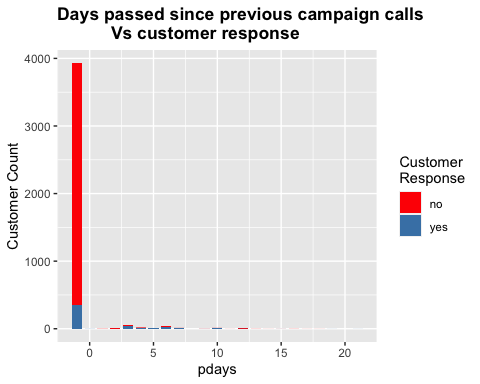 Days passed since previous campaign calls
Vs customer response
Customer Count
4000
3000
2000
1000
0
0 5 10 15 20
pdays
Customer
Response
no
yes